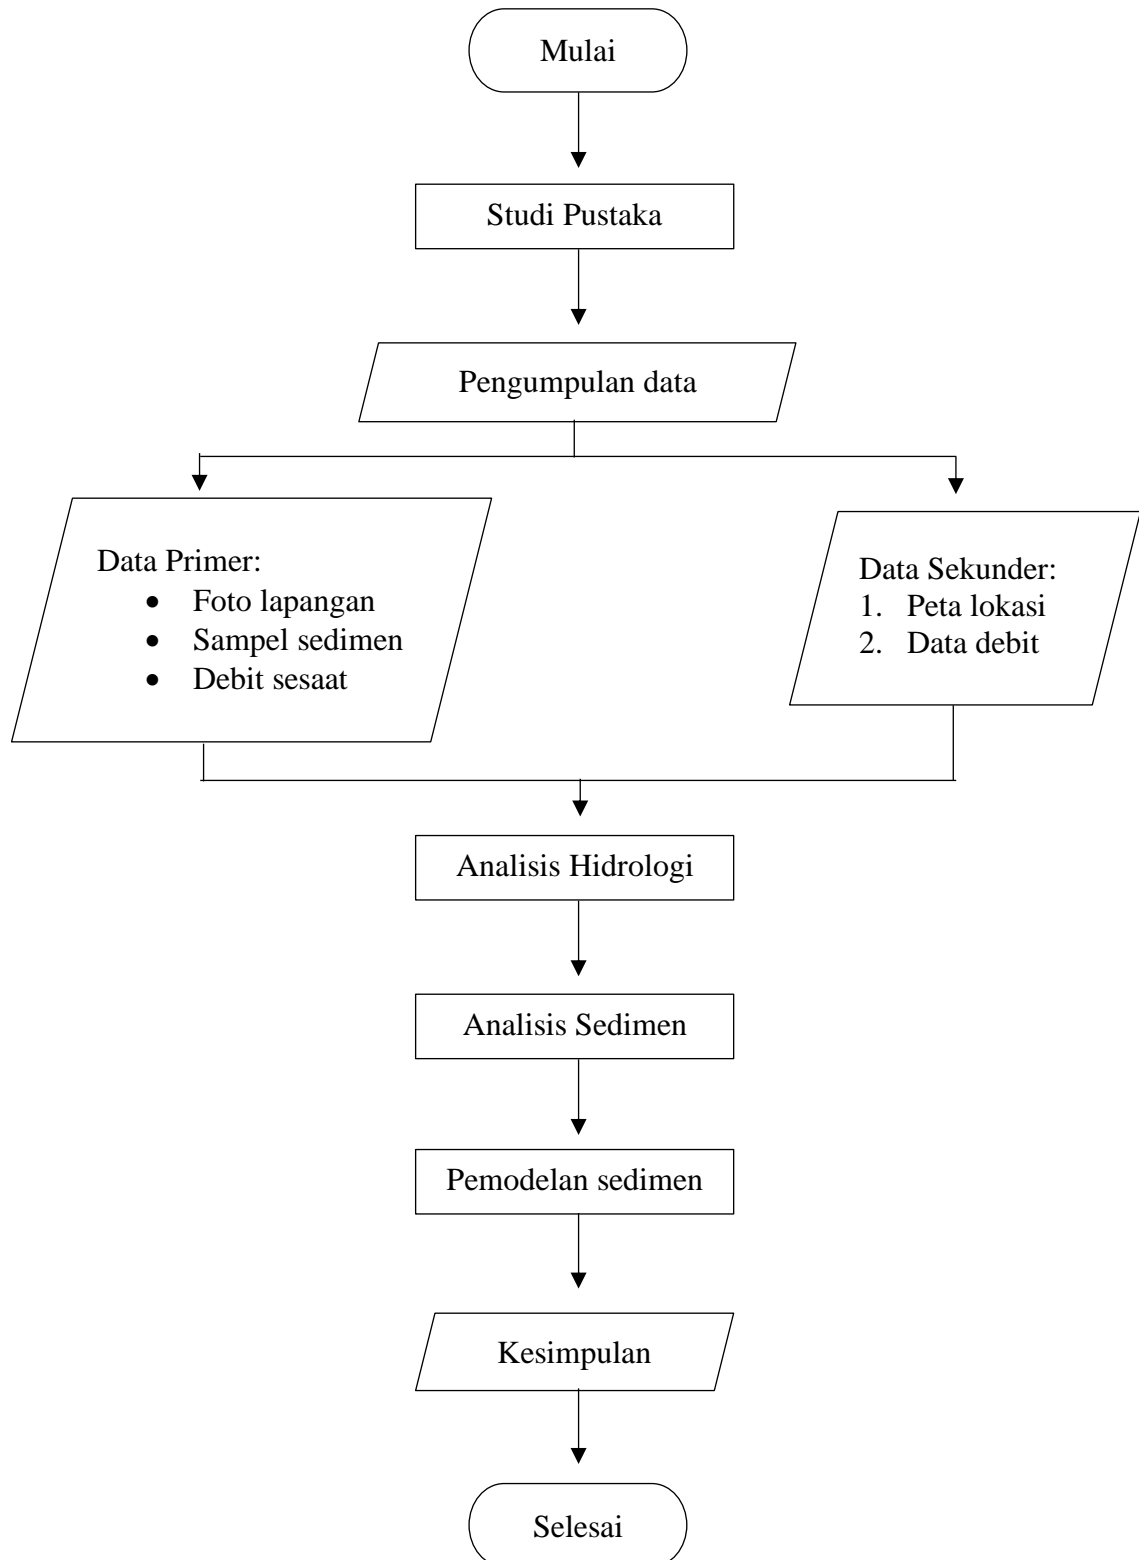 Mulai
Studi Pustaka
Pengumpulan data
Data Primer:
• Foto lapangan
• Sampel sedimen
• Debit sesaat
Data Sekunder:
1. Peta lokasi
2. Data debit
Analisis Hidrologi
Analisis Sedimen
Pemodelan sedimen
Kesimpulan
Selesai